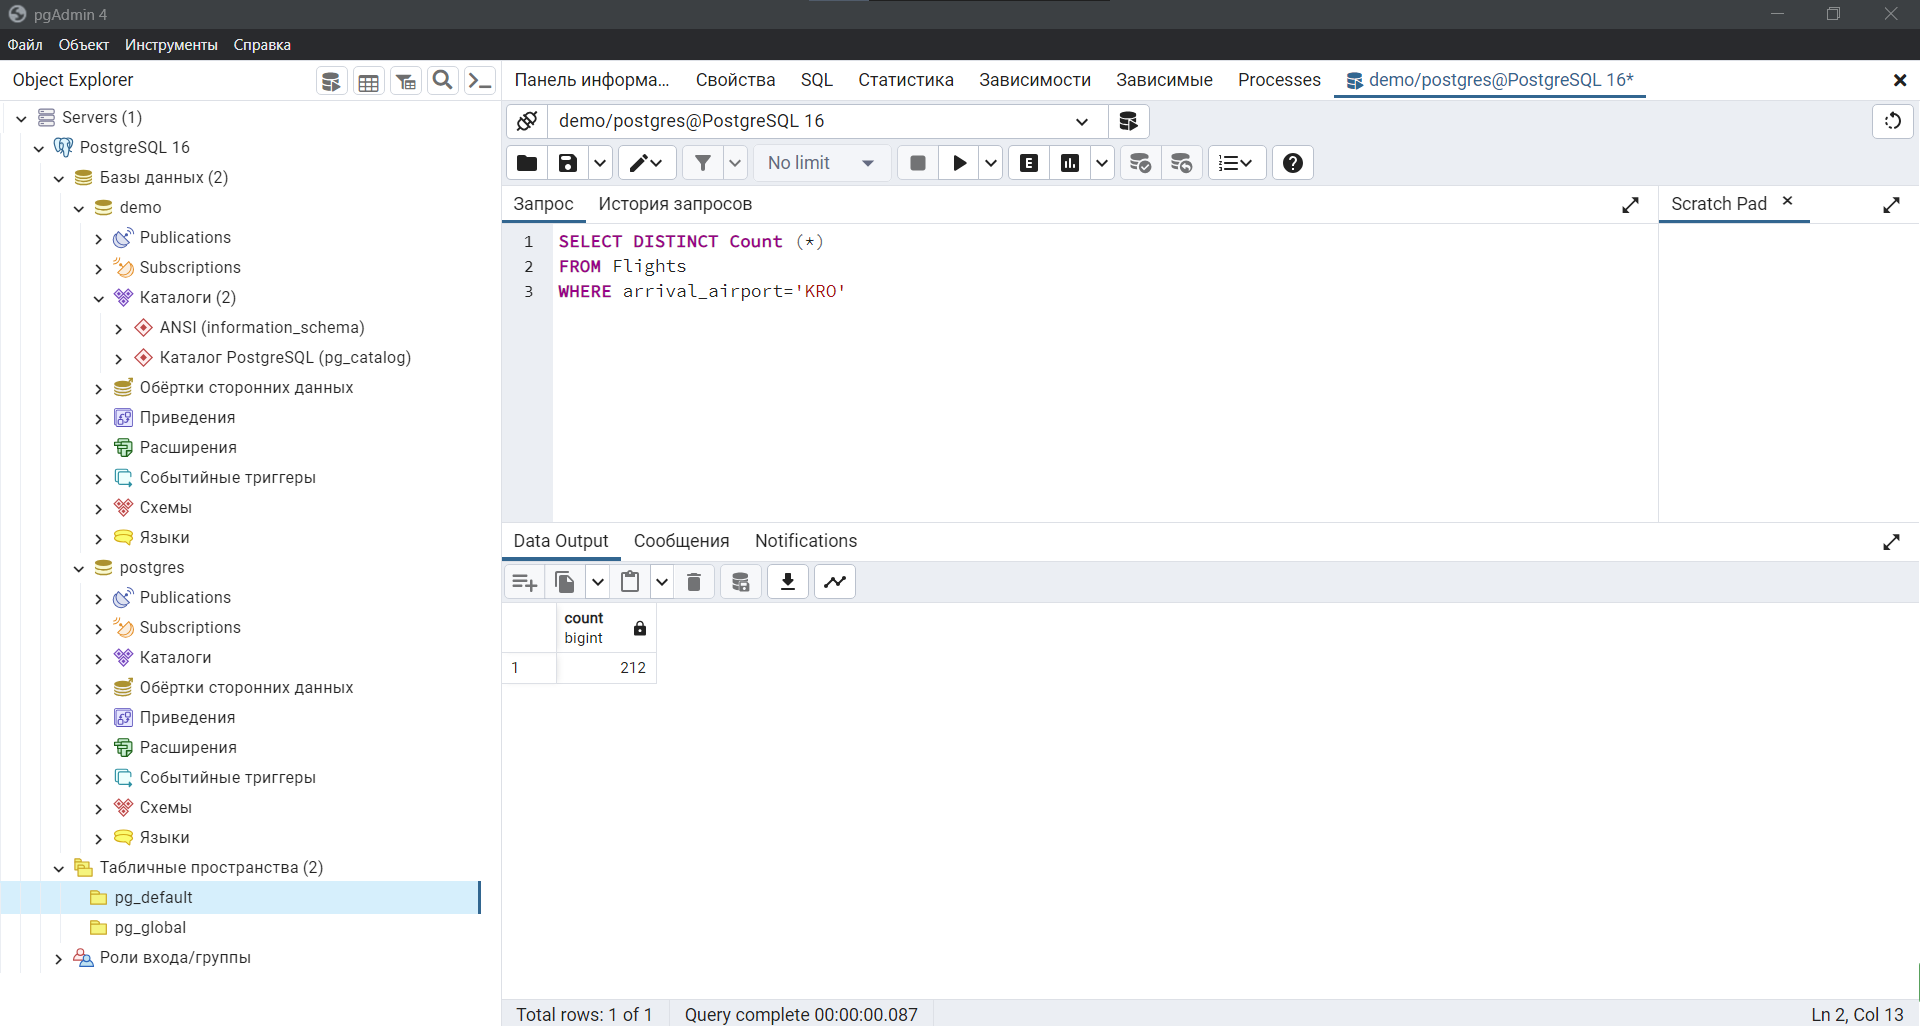 pgAdmin 4
Файл Объект Инструменты Справка
Object Explorer
Панель информа... Свойства SQL Статистика Зависимости Зависимые Processes demo/postgres@PostgreSQL 16*
Servers (1)
PostgreSQL 16
Базы данных (2)
demo
Publications
Subscriptions
Каталоги (2)
ANSI (information_schema)
Каталог PostgreSQL (pg_catalog)
Обёртки сторонних данных
Приведения
Расширения
Событийные триггеры
Схемы
Языки
postgres
Publications
Subscriptions
Каталоги
Обёртки сторонних данных
Приведения
Расширения
Событийные триггеры
Схемы
Языки
Табличные пространства (2)
pg_default
pg_global
Роли входа/группы
demo/postgres@PostgreSQL 16
No limit
E
Запрос История запросов
Scratch Pad
1 SELECT DISTINCT Count (*)
2 FROM Flights
3 WHERE arrival_airport='KRO'
Data Output Сообщения Notifications
count
bigint
1 212
Total rows: 1 of 1 Query complete 00:00:00.087 Ln 2, Col 13